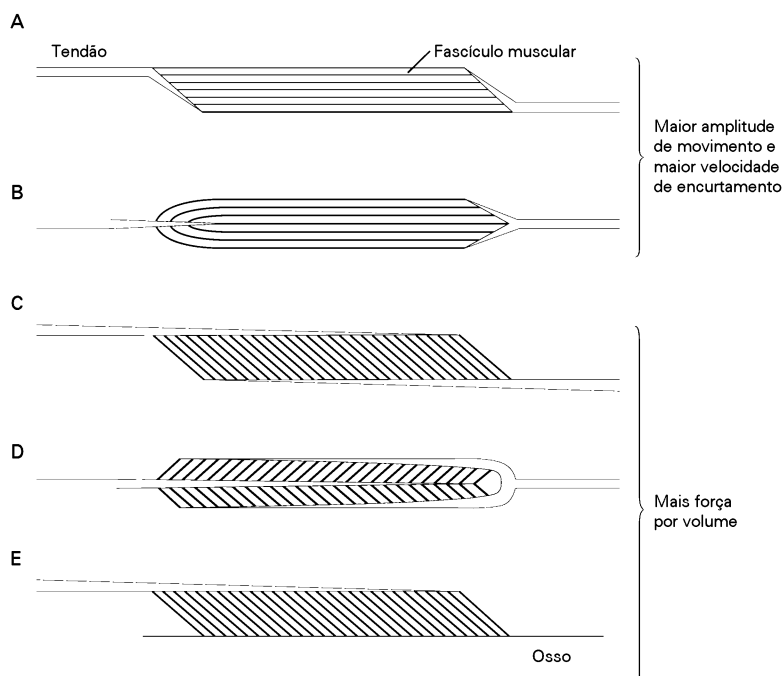 A
Tendão
Fascículo muscular
Maior amplitude
de movimento e
maior velocidade
de encurtamento
B
C
D
Mais força
por volume
E
Osso